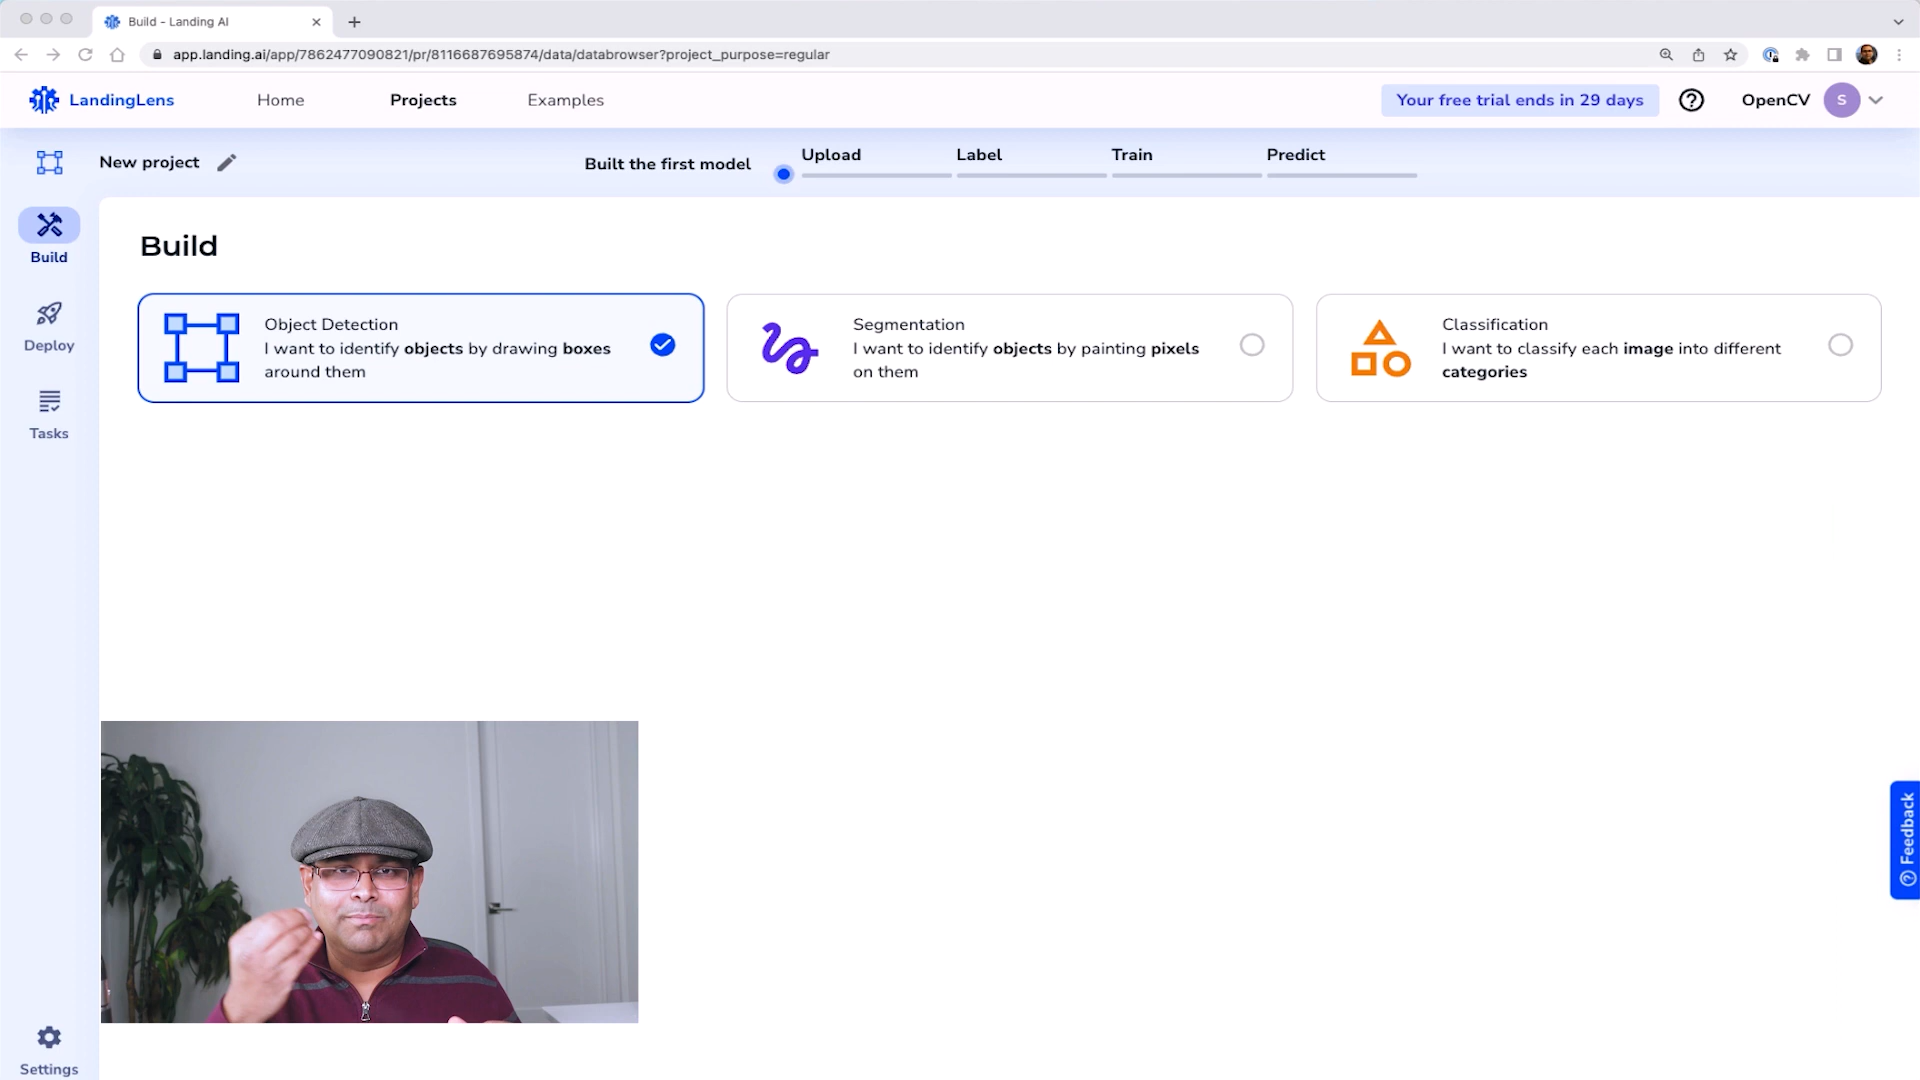 Build - Landing AI
app.landing.ai/app/7862477090821/pr/8116687695874/data/databrowser?project_purpose=regular
LandingLens
Home
Projects
Examples
Your free trial ends in 29 days
OpenCV
S
New project
Built the first model
Upload
Label
Train
Predict
Build
Deploy
Tasks
Settings
Build
Object Detection
I want to identify objects by drawing boxes
around them
Segmentation
I want to identify objects by painting pixels
on them
Classification
I want to classify each image into different
categories
Feedback